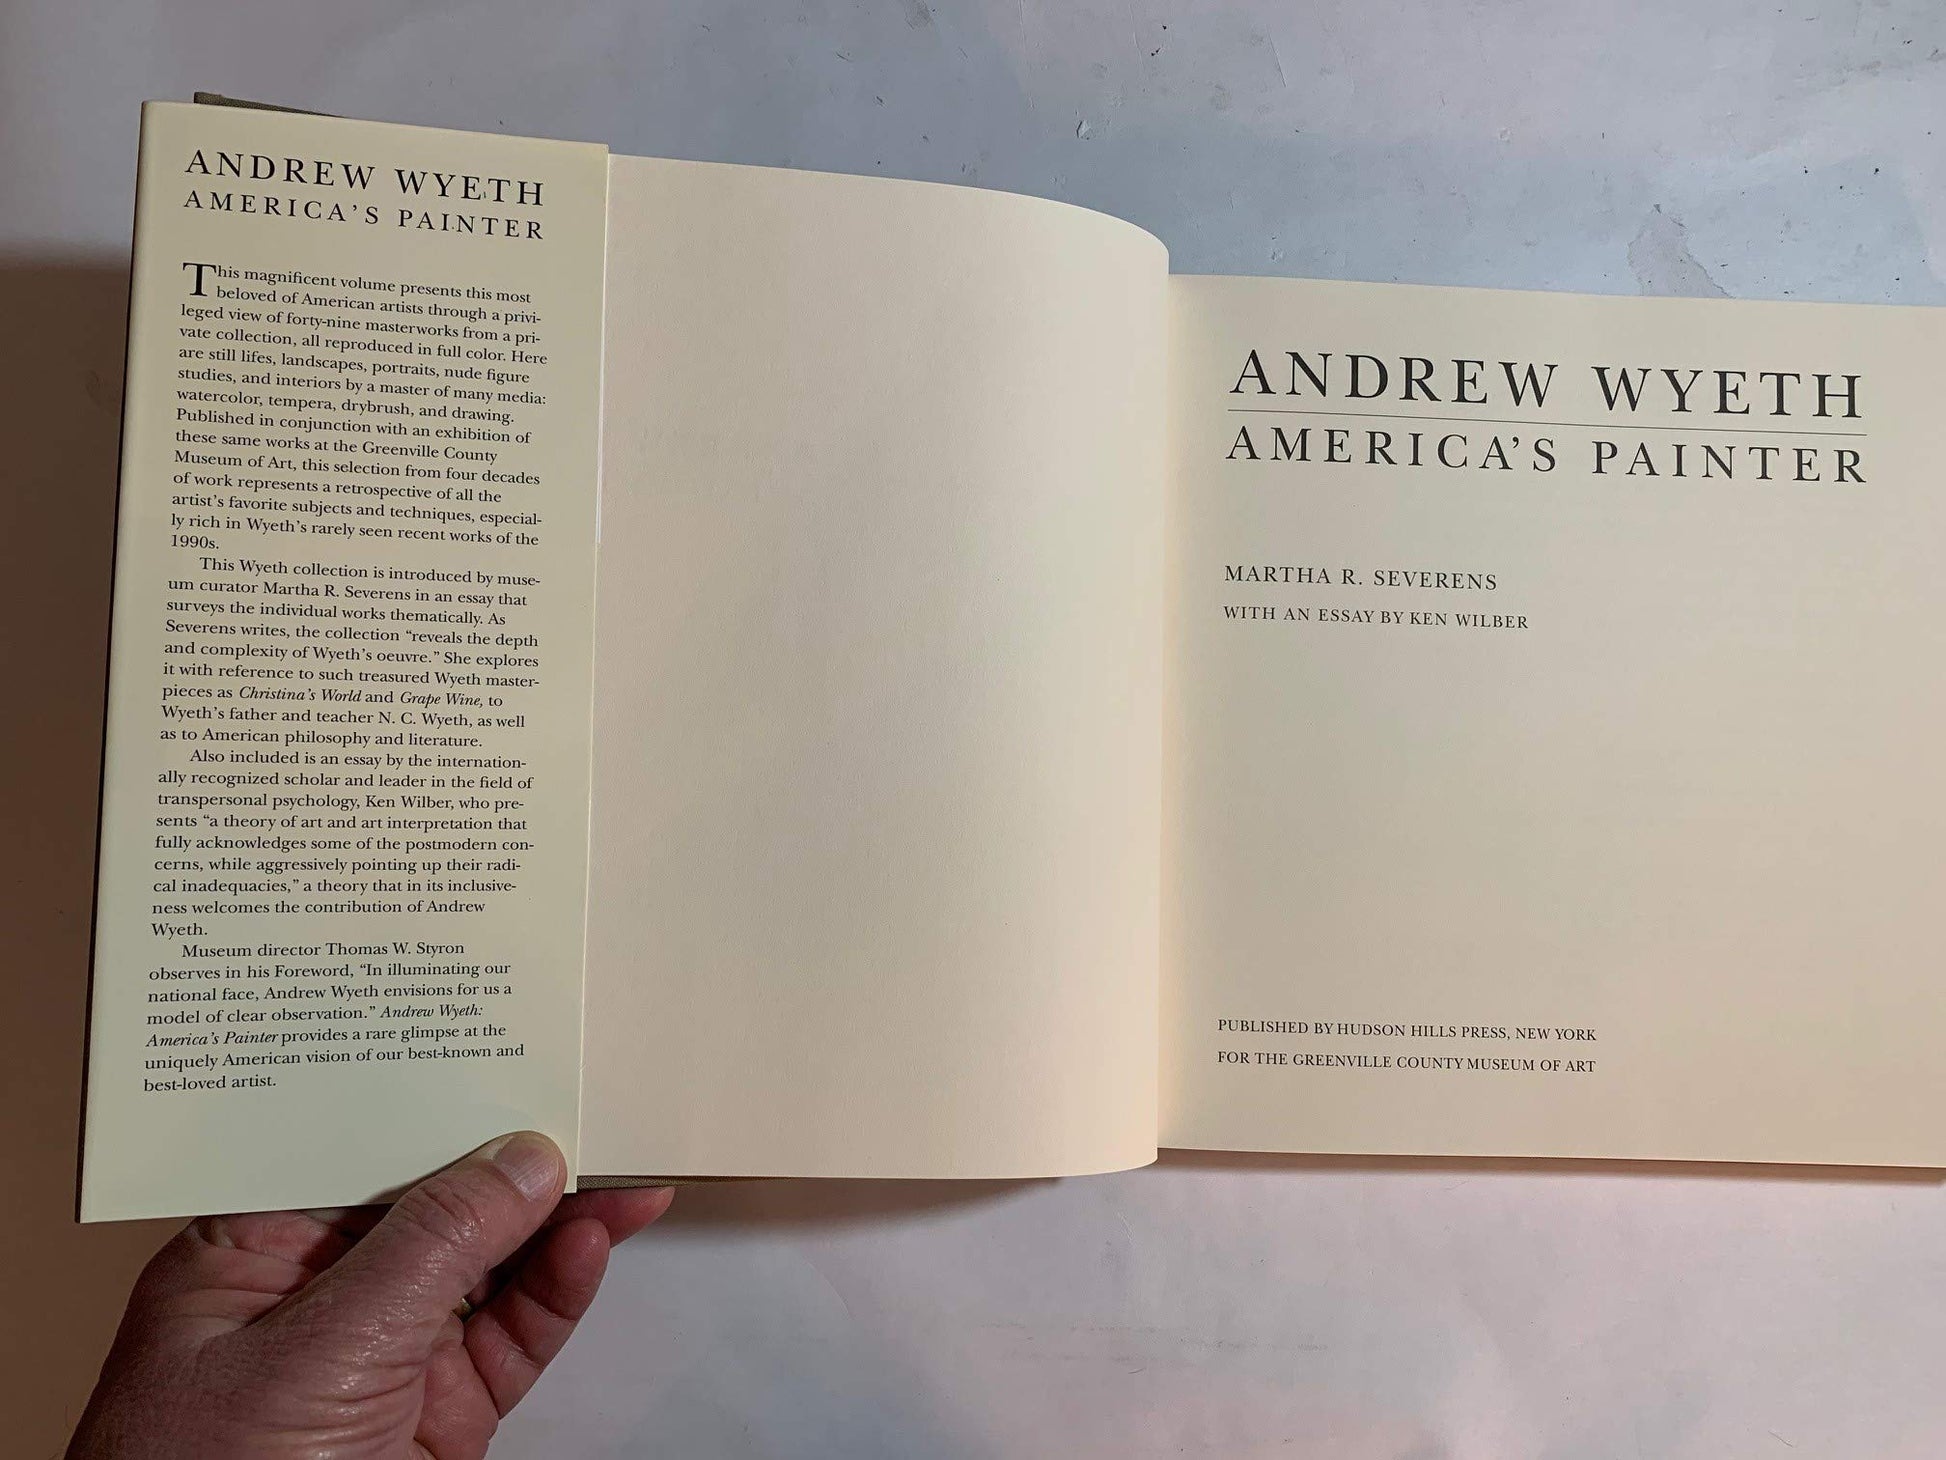 ANDREW WYETH
AMERICA'S PAINTER
This magnificent volume presents this most
beloved of American artists through a privi-
leged view of forty-nine masterworks from a pri-
vate collection, all reproduced in full color. Here
are still lifes, landscapes, portraits, nude figure
studies, and interiors by a master of many media:
watercolor, tempera, drybrush, and drawing.
Published in conjunction with an exhibition of
these same works at the Greenville County
Museum of Art, this selection from four decades
of work represents a retrospective of all the
artist's favorite subjects and techniques, especial-
ly rich in Wyeth's rarely seen recent works of the
1990s.
This Wyeth collection is introduced by muse-
um curator Martha R. Severens in an essay that
surveys the individual works thematically. As
Severens writes, the collection “reveals the depth
and complexity of Wyeth's oeuvre.” She explores
it with reference to such treasured Wyeth master-
pieces as Christina's World and Grape Wine, to
Wyeth's father and teacher N. C. Wyeth, as well
as to American philosophy and literature.
Also included is an essay by the internation-
ally recognized scholar and leader in the field of
transpersonal psychology, Ken Wilber, who pre-
sents “a theory of art and art interpretation that
fully acknowledges some of the postmodern con-
cerns, while aggressively pointing up their radi-
cal inadequacies,” a theory that in its inclusive-
ness welcomes the contribution of Andrew
Wyeth.
Museum director Thomas W. Styron
observes in his Foreword, “In illuminating our
national face, Andrew Wyeth envisions for us a
model of clear observation.” Andrew Wyeth:
America's Painter provides a rare glimpse at the
uniquely American vision of our best-known and
best-loved artist.
ANDREW WYETH
AMERICA'S PAINTER
MARTHA R. SEVERENS
WITH AN ESSAY BY KEN WILBER
PUBLISHED BY HUDSON HILLS PRESS, NEW YORK
FOR THE GREENVILLE COUNTY MUSEUM OF ART